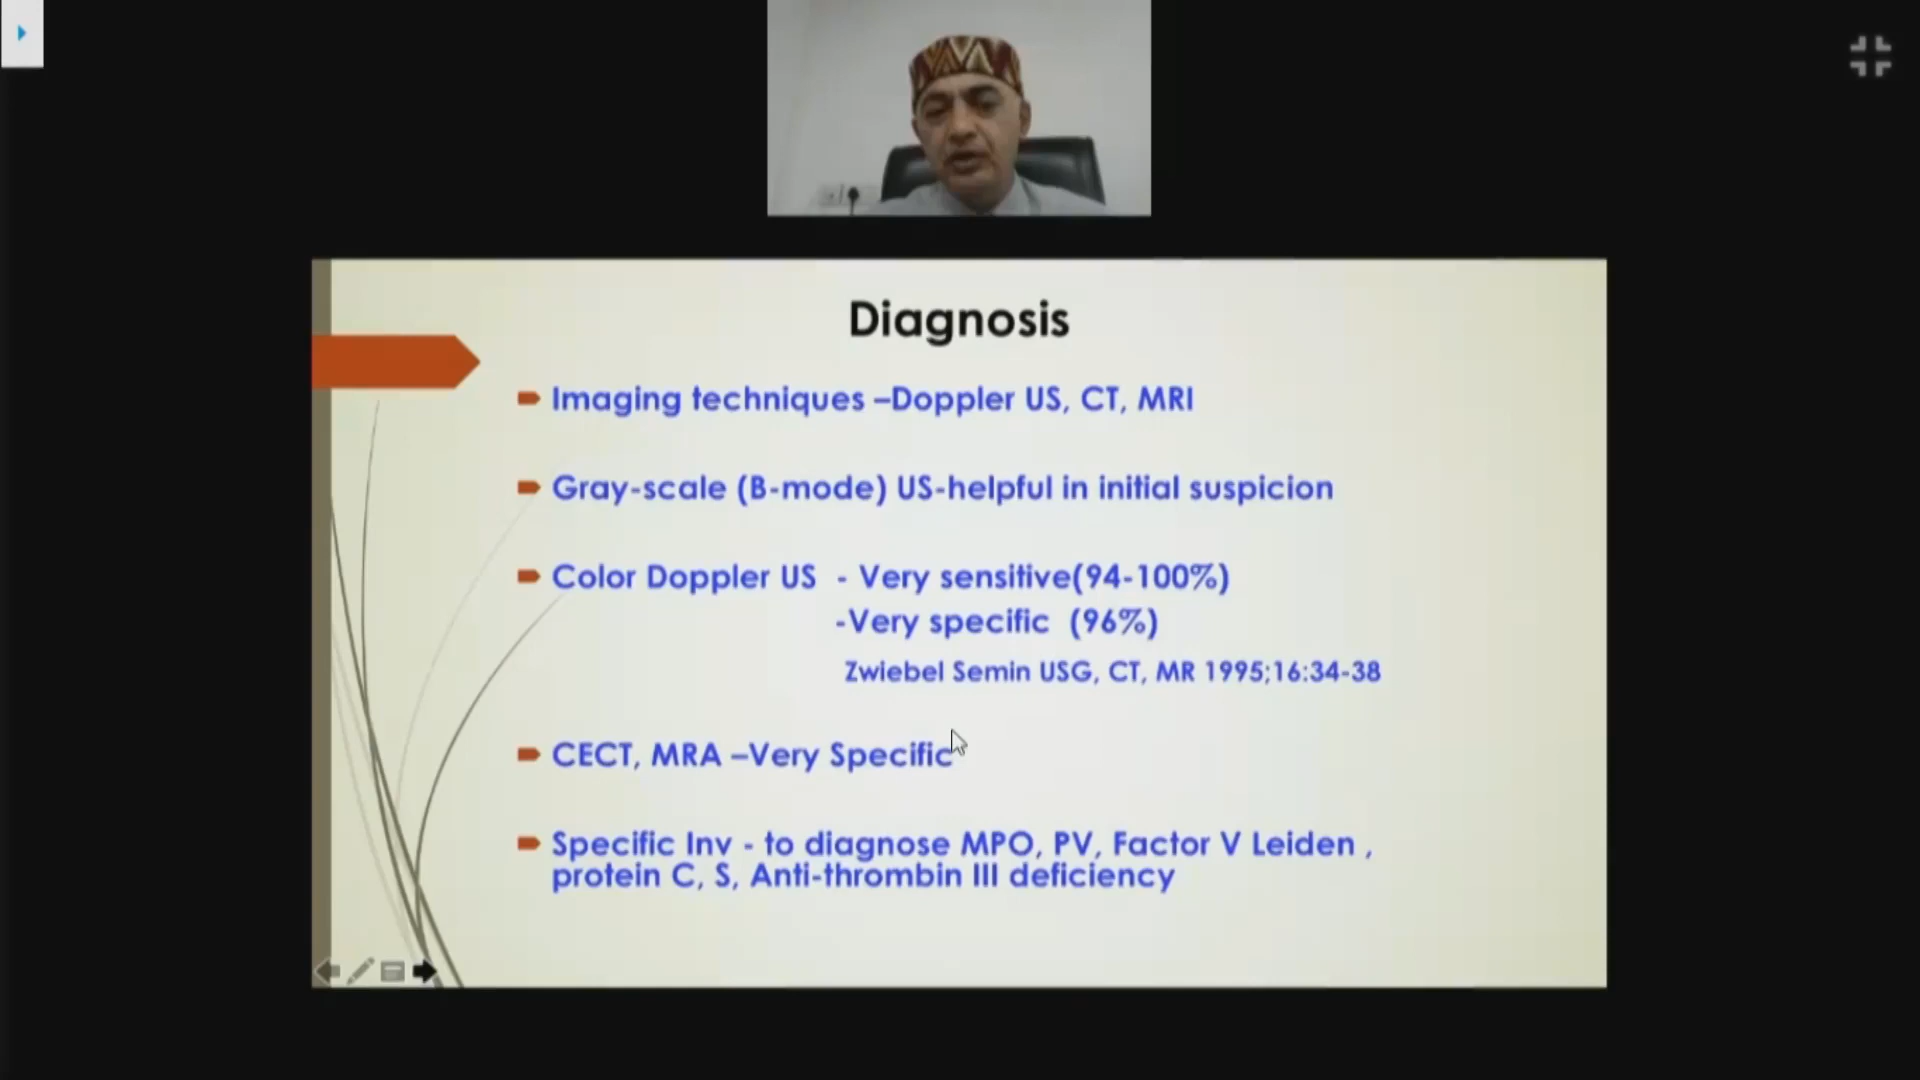 Diagnosis
Imaging techniques –Doppler US, CT, MRI
Gray-scale (B-mode) US-helpful in initial suspicion
Color Doppler US - Very sensitive(94-100%)
-Very specific (96%)
Zwiebel Semin USG, CT, MR 1995;16:34-38
CECT, MRA –Very Specific
Specific Inv - to diagnose MPO, PV, Factor V Leiden ,
protein C, S, Anti-thrombin III deficiency